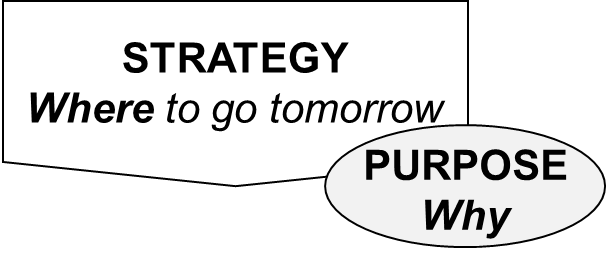 STRATEGY
Where to go tomorrow
PURPOSE
Why